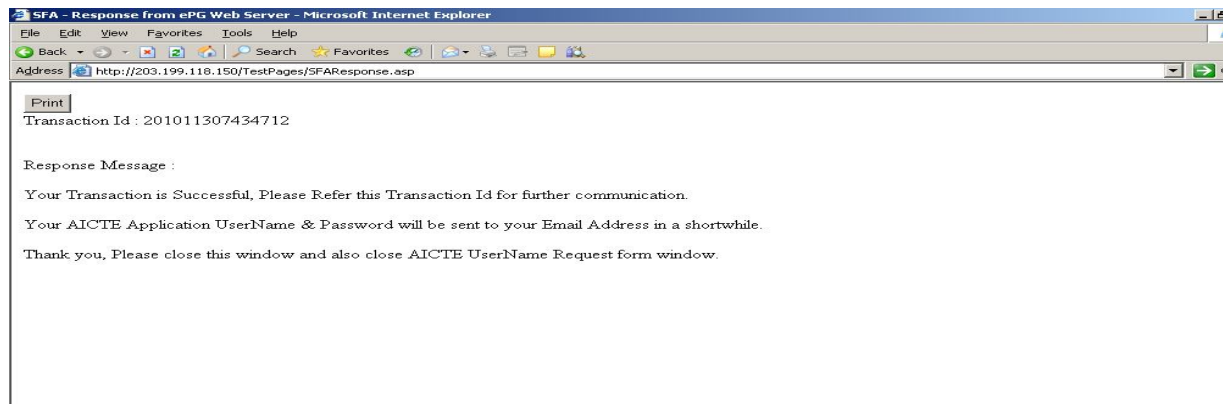 SFA - Response from ePG Web Server - Microsoft Internet Explorer
File Edit View Favorites Tools Help
Back Search Favorites
Address http://203.199.118.150/TestPages/SFAResponse.asp
Print
Transaction Id : 201011307434712
Response Message :
Your Transaction is Successful, Please Refer this Transaction Id for further communication.
Your AICTE Application UserName & Password will be sent to your Email Address in a shortwhile.
Thank you, Please close this window and also close AICTE UserName Request form window.